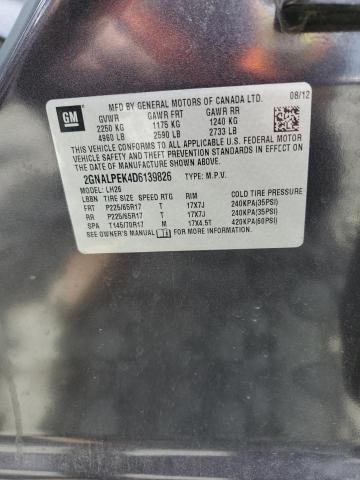 GM
MFD BY GENERAL MOTORS OF CANADA LTD.
08/12
GVWR GAWR FRT GAWR RR
2250 KG 1175 KG 1240 KG
4960 LB 2590 LB 2733 LB
THIS VEHICLE CONFORMS TO ALL APPLICABLE U.S. FEDERAL MOTOR
VEHICLE SAFETY AND THEFT PREVENTION STANDARDS IN EFFECT
ON THE DATE OF MANUFACTURE SHOWN ABOVE.
2GNALPEK4D6139826 TYPE: M.P.V.
MODEL: LH26
LBBN TIRE SIZE SPEED RTG RIM COLD TIRE PRESSURE
FRT P225/65R17 T 17X7J 240KPA(35PSI)
RR P225/65R17 T 17X7J 240KPA(35PSI)
SPA T145/70R17 M 17X4.5T 420KPA(60PSI)
SEE OWNER'S MANUAL FOR MORE INFORMATION.